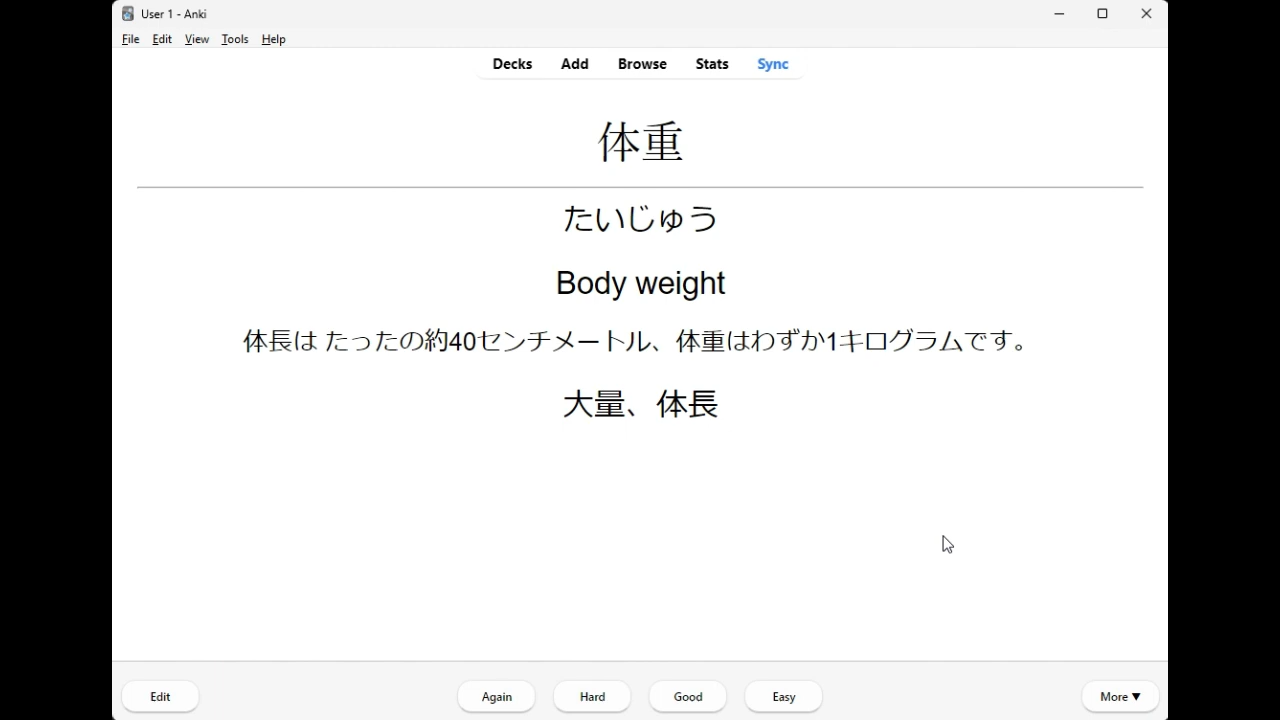 User 1 - Anki
File Edit View Tools Help
Decks Add Browse Stats Sync
体重
たいじゅう
Body weight
体長は たったの約40センチメートル、体重はわずか1キログラムです。
大量、体長
Edit Again Hard Good Easy More ▼